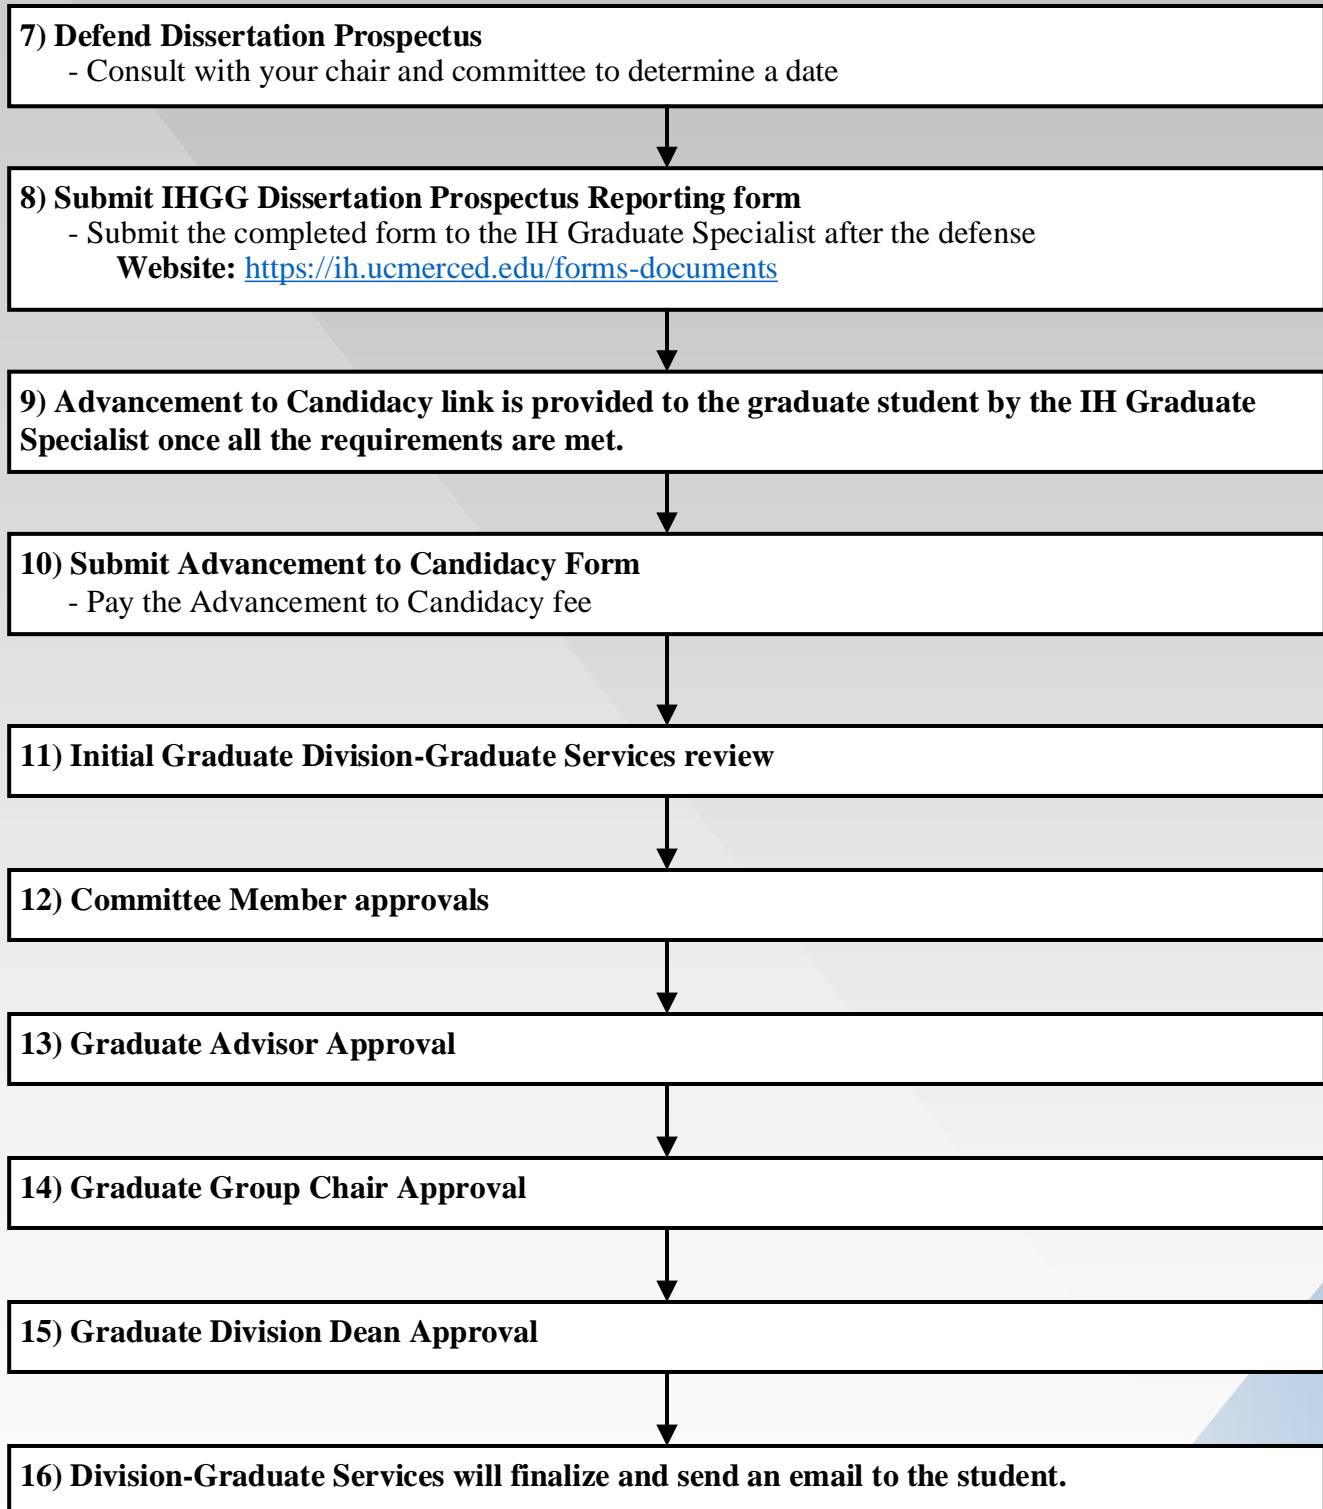 7) Defend Dissertation Prospectus
- Consult with your chair and committee to determine a date
8) Submit IHGG Dissertation Prospectus Reporting form
- Submit the completed form to the IH Graduate Specialist after the defense
Website: https://ih.ucmerced.edu/forms-documents
9) Advancement to Candidacy link is provided to the graduate student by the IH Graduate
Specialist once all the requirements are met.
10) Submit Advancement to Candidacy Form
- Pay the Advancement to Candidacy fee
11) Initial Graduate Division-Graduate Services review
12) Committee Member approvals
13) Graduate Advisor Approval
14) Graduate Group Chair Approval
15) Graduate Division Dean Approval
16) Division-Graduate Services will finalize and send an email to the student.